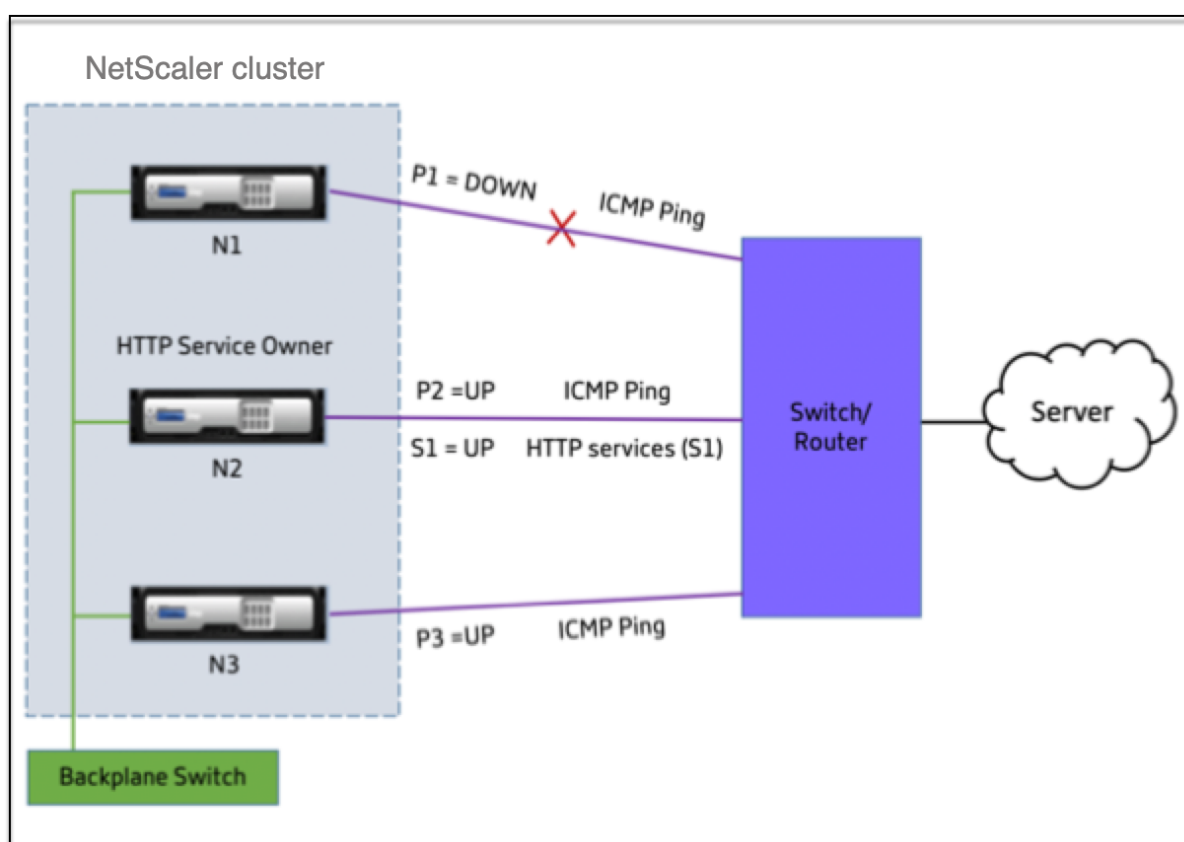 NetScaler cluster
P1 = DOWN
ICMP Ping
N1
HTTP Service Owner
P2 =UP
ICMP Ping
S1 = UP
HTTP services (S1)
N2
Switch/
Router
Server
P3 =UP
ICMP Ping
N3
Backplane Switch